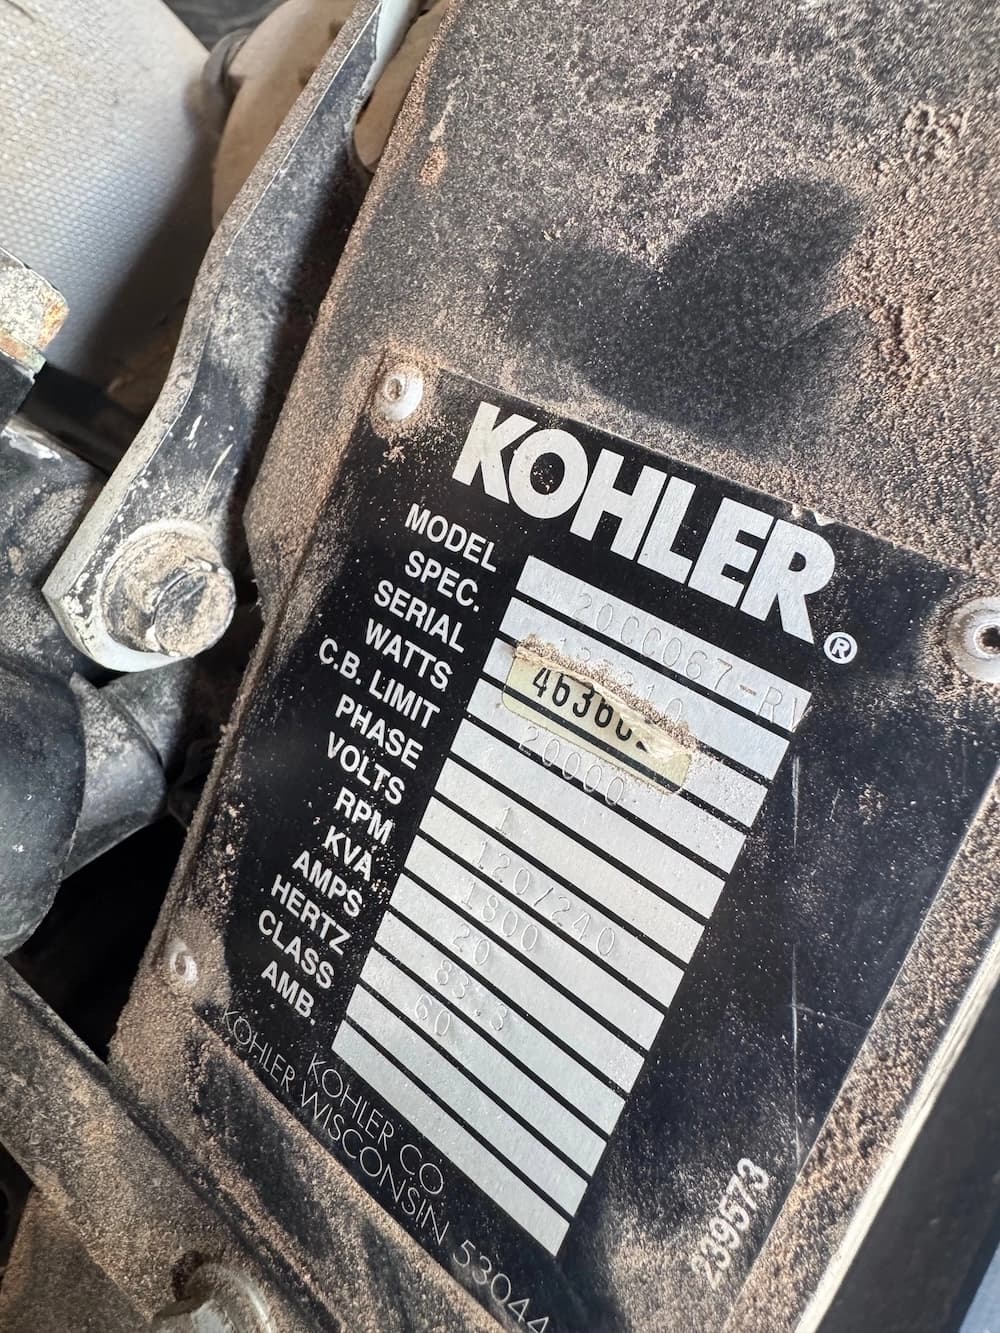 KOHLER®
MODEL 20CC067-RV
SPEC.
SERIAL
WATTS 20000
C.B. LIMIT
PHASE 1
VOLTS 120/240
RPM 1800
KVA 20
AMPS 83.3
HERTZ 60
CLASS
AMB.
KOHLER CO
KOHLER WISCONSIN 53044
239573